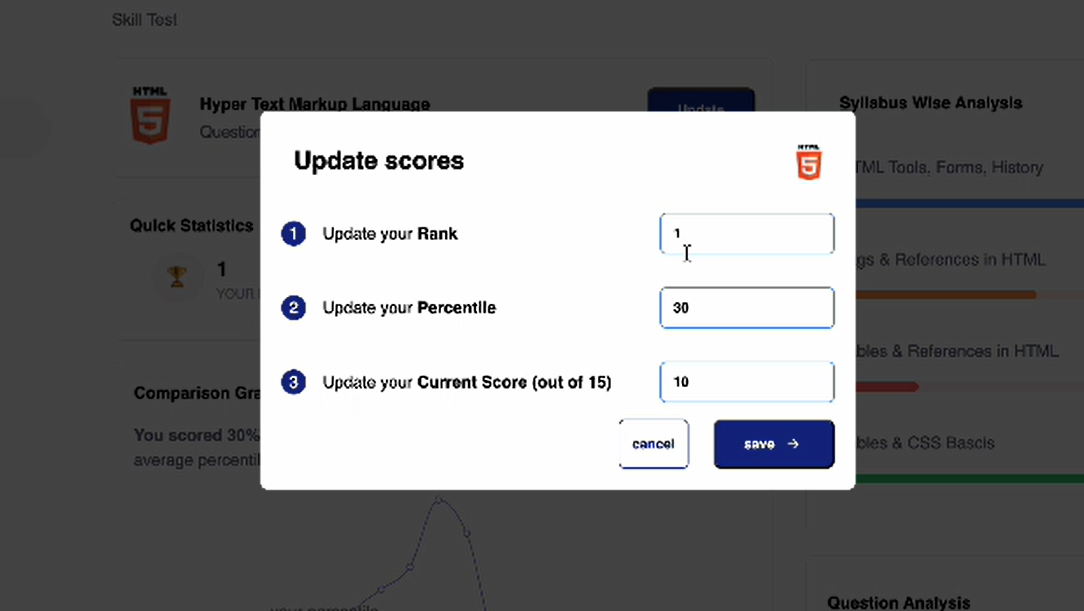 Skill Test
HTML
5
Hyper Text Markup Language
Update
Question
Syllabus Wise Analysis
TML Tools, Forms, History
Quick Statistics
1
YOUR
gs & References in HTML
bles & References in HTML
Comparison Gra
You scored 30%
average percentil
bles & CSS Bascis
your percentile
Question Analysis
Update scores
HTML
5
1 Update your Rank 1
2 Update your Percentile 30
3 Update your Current Score (out of 15) 10
cancel save →